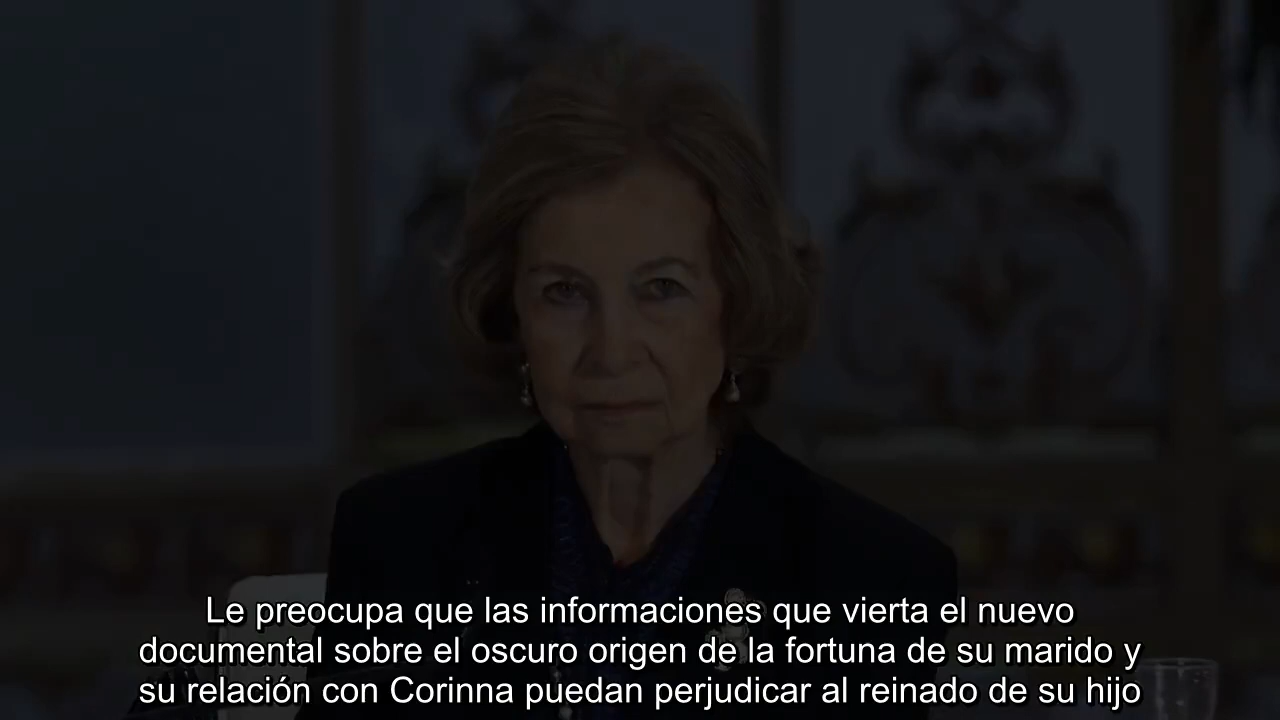 Le preocupa que las informaciones que vierta el nuevo
documental sobre el oscuro origen de la fortuna de su marido y
su relación con Corinna puedan perjudicar al reinado de su hijo